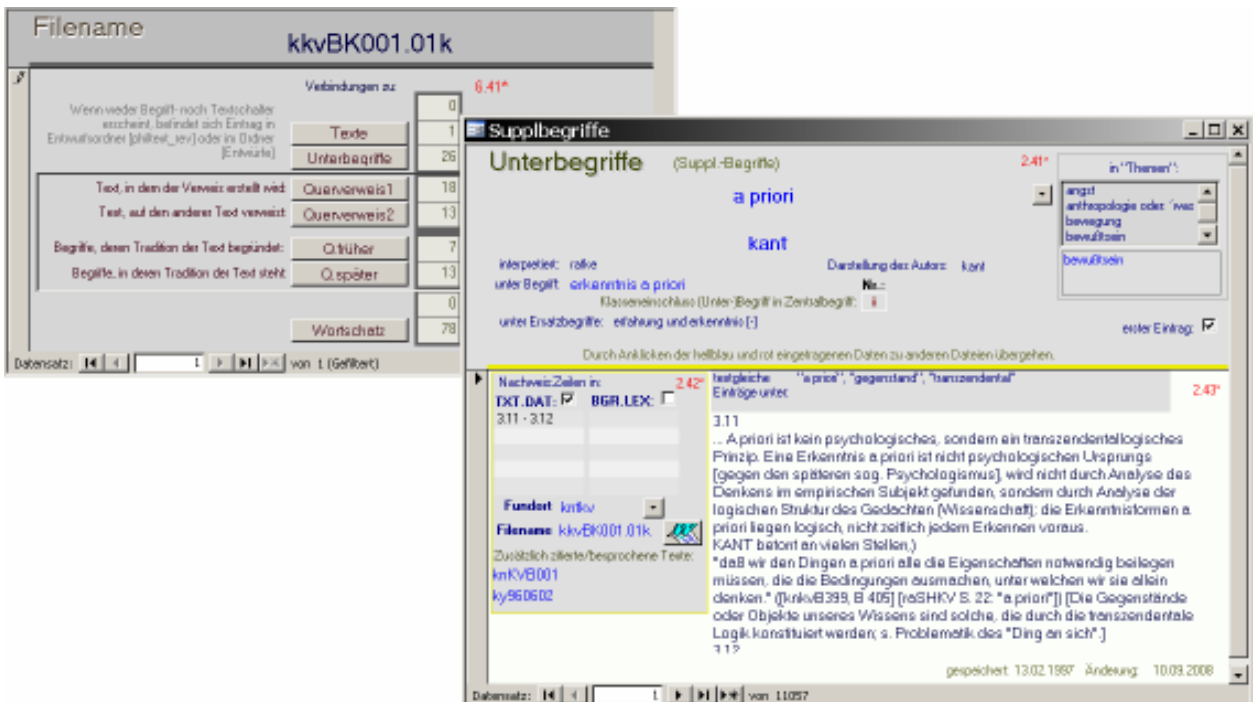 Filename
kkvBK001.01k
Verbindungen zu:
6.41*
Wenn weder Begriff- noch Textschalter
erscheint, befindet sich Eintrag in
Entwurfsordner [philtext_rev] oder im Ordner
[Entwürfe]
0
Texte 1
Unterbegriffe 26
Text, in dem der Verweis erstellt wird: Querverweis1 18
Text, auf den anderer Text verweist: Querverweis2 13
Begriffe, deren Tradition der Text begründet: Q.früher 7
Begriffe, in deren Tradition der Text steht: Q.später 13
0
Wortschatz 78
Datensatz: 1 von 1 (Gefiltert)
Supplbegriffe
Unterbegriffe (Suppl.-Begriffe)
2.41*
in "Themen":
a priori
angst
anthropologie oder 'was
bewegung
bewußtsein
kant
bewußtsein
interpretiert: ratke Darstellung des Autors: kant
unter Begriff: erkenntnis a priori Nr.:
Klasseneinschluss (Unter-)Begriff in Zentralbegriff: i
unter Ersatzbegriffe: erfahrung und erkenntnis [-]
erster Eintrag:
Durch Anklicken der hellblau und rot eingetragenen Daten zu anderen Dateien übergehen.
Nachweis:Zeilen in: 2.42*
TXT.DAT: BGR.LEX:
3.11 - 3.12
Fundort kntkv
Filename kkvBK001.01k
Zusätzlich zitierte/besprochene Texte:
knKVB001
ky960602
textgleiche "a priori", "gegenstand", "transzendental"
Einträge unter:
2.43*
3.11
... A priori ist kein psychologisches, sondern ein transzendentallogisches
Prinzip. Eine Erkenntnis a priori ist nicht psychologischen Ursprungs
[gegen den späteren sog. Psychologismus], wird nicht durch Analyse des
Denkens im empirischen Subjekt gefunden, sondern durch Analyse der
logischen Struktur des Gedachten (Wissenschaft); die Erkenntnisformen a
priori liegen logisch, nicht zeitlich jedem Erkennen voraus.
KANT betont an vielen Stellen,)
"daß wir den Dingen a priori alle die Eigenschaften notwendig beilegen
müssen, die die Bedingungen ausmachen, unter welchen wir sie allein
denken." ([knkvB399, B 405] [raSHKV S. 22: "a priori"]) [Die Gegenstände
oder Objekte unseres Wissens sind solche, die durch die transzendentale
Logik konstituiert werden; s. Problematik des "Ding an sich".]
3.12
gespeichert: 13.02.1997 Änderung: 10.09.2008
Datensatz: 1 von 11057